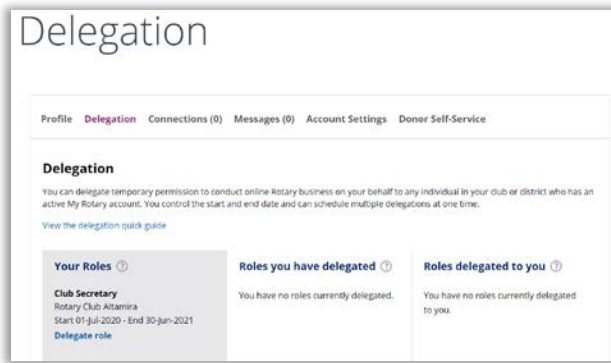 Delegation
Profile Delegation Connections (0) Messages (0) Account Settings Donor Self-Service
Delegation
You can delegate temporary permission to conduct online Rotary business on your behalf to any individual in your club or district who has an
active My Rotary account. You control the start and end date and can schedule multiple delegations at one time.
View the delegation quick guide
Your Roles ?
Club Secretary
Rotary Club Altamira
Start 01-Jul-2020 - End 30-Jun-2021
Delegate role
Roles you have delegated ?
You have no roles currently delegated.
Roles delegated to you ?
You have no roles currently delegated
to you.